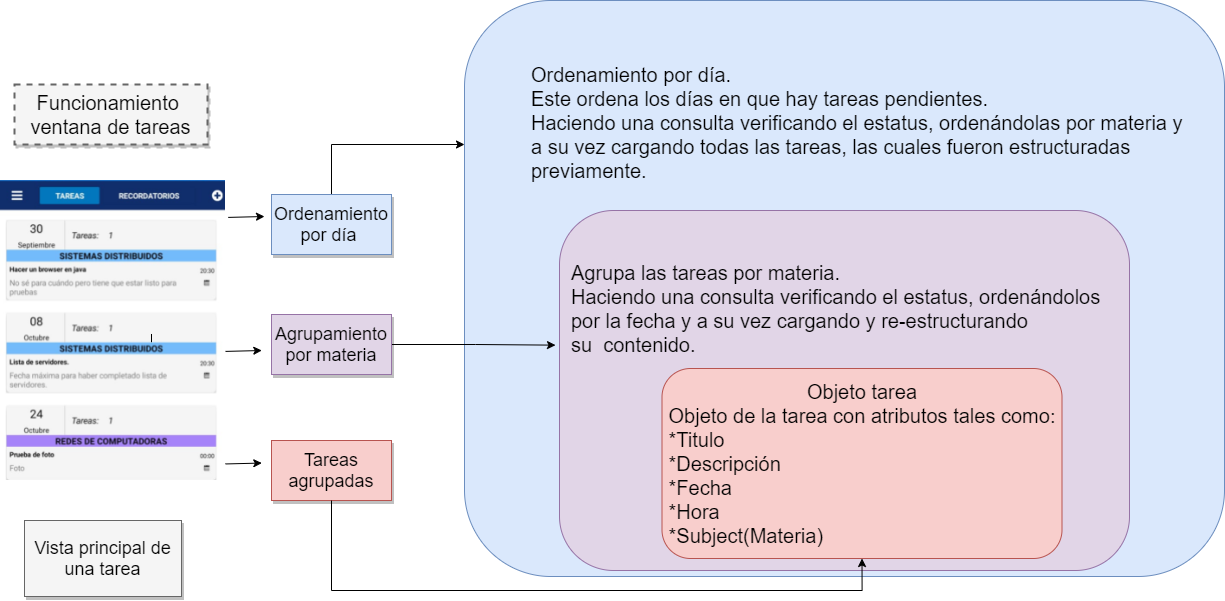 Funcionamiento
ventana de tareas
TAREAS
RECORDATORIOS
30
Septiembre
Tareas: 1
SISTEMAS DISTRIBUIDOS
Hacer un browser en java
20:30
No sé para cuándo pero tiene que estar listo para
pruebas
08
Octubre
Tareas: 1
SISTEMAS DISTRIBUIDOS
Lista de servidores.
20:30
Fecha máxima para haber completado lista de
servidores.
24
Octubre
Tareas: 1
REDES DE COMPUTADORAS
Prueba de foto
00:00
Foto
Vista principal de
una tarea
Ordenamiento
por día
Agrupamiento
por materia
Tareas
agrupadas
Ordenamiento por día.
Este ordena los días en que hay tareas pendientes.
Haciendo una consulta verificando el estatus, ordenándolas por materia y
a su vez cargando todas las tareas, las cuales fueron estructuradas
previamente.
Agrupa las tareas por materia.
Haciendo una consulta verificando el estatus, ordenándolos
por la fecha y a su vez cargando y re-estructurando
su contenido.
Objeto tarea
Objeto de la tarea con atributos tales como:
*Titulo
*Descripción
*Fecha
*Hora
*Subject(Materia)